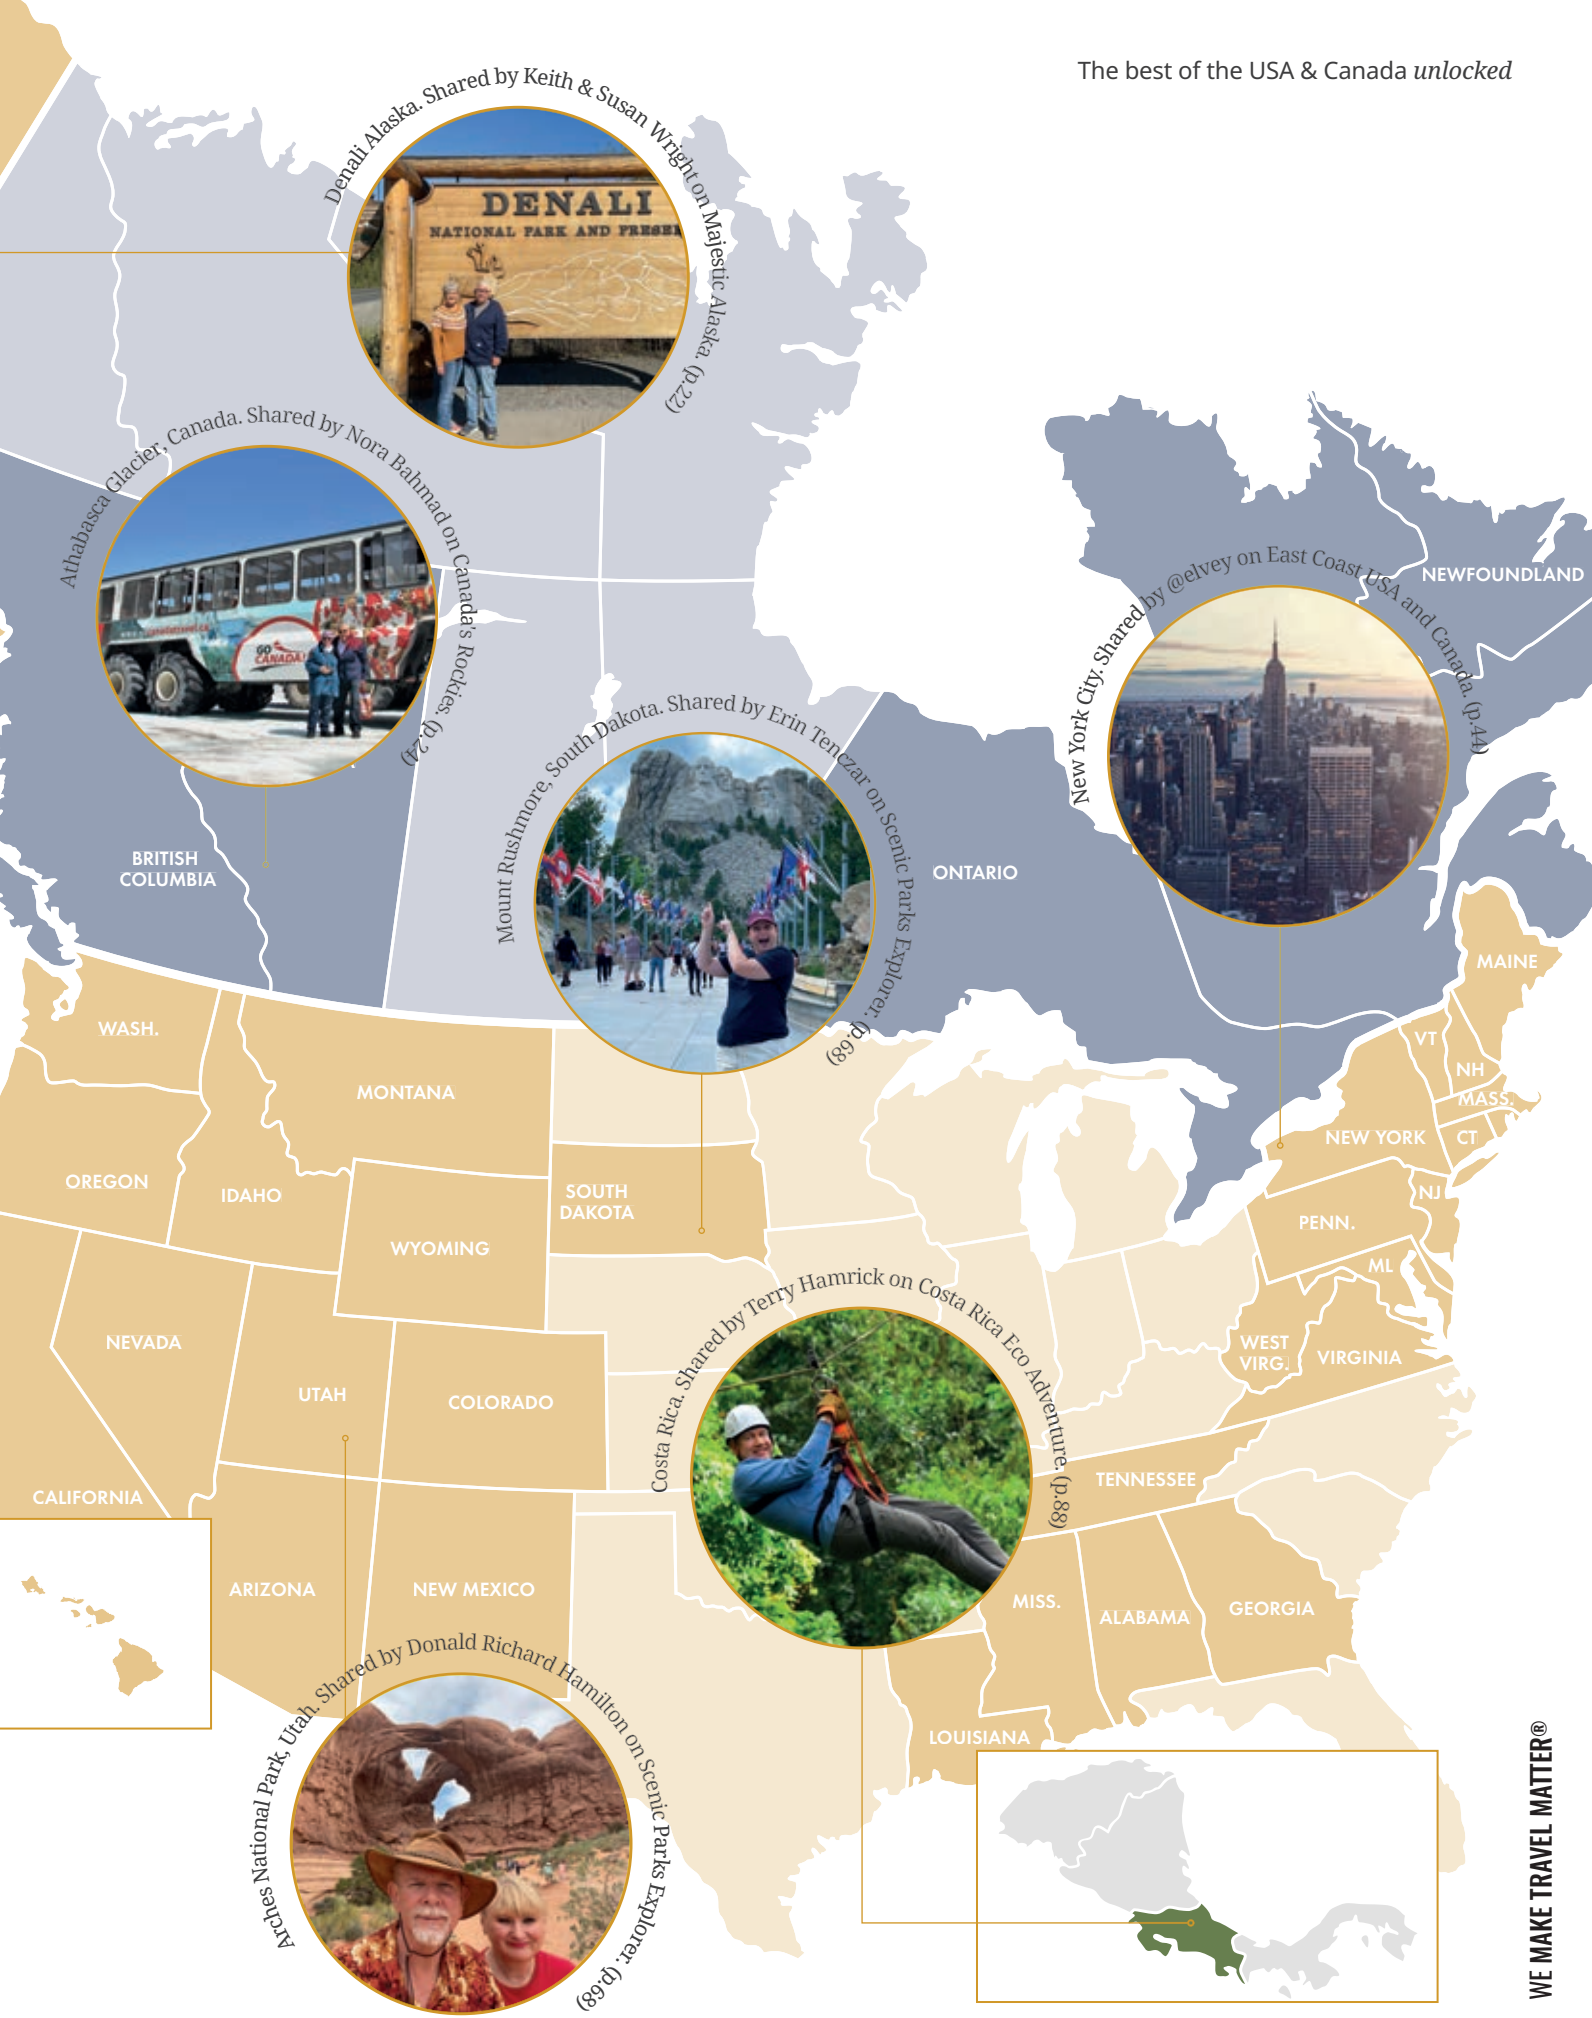 The best of the USA & Canada unlocked
Denali Alaska. Shared by Keith & Susan Wright on Majestic Alaska. (p.22)
DENALI
NATIONAL PARK AND
Athabasca Glacier, Canada. Shared by Nora Bahmad on Canada's Rockies. (p.24)
GO
CANADA!
New York City. Shared by @elvey on East Coast USA and Canada. (p.44)
NEWFOUNDLAND
Mount Rushmore, South Dakota. Shared by Erin Tenczar on Scenic Parks Explorer. (p.68)
BRITISH
COLUMBIA
ONTARIO
MAINE
WASH.
VT
NH
MONTANA
MASS.
NEW YORK
CT
OREGON
IDAHO
SOUTH
DAKOTA
NJ
PENN.
WYOMING
ML
Costa Rica. Shared by Terry Hamrick on Costa Rica Eco Adventure. (p.88)
NEVADA
WEST
VIRG.
VIRGINIA
UTAH
COLORADO
TENNESSEE
CALIFORNIA
ARIZONA
NEW MEXICO
MISS.
ALABAMA
GEORGIA
Arches National Park, Utah. Shared by Donald Richard Hamilton on Scenic Parks Explorer. (p.68)
LOUISIANA
WE MAKE TRAVEL MATTER®